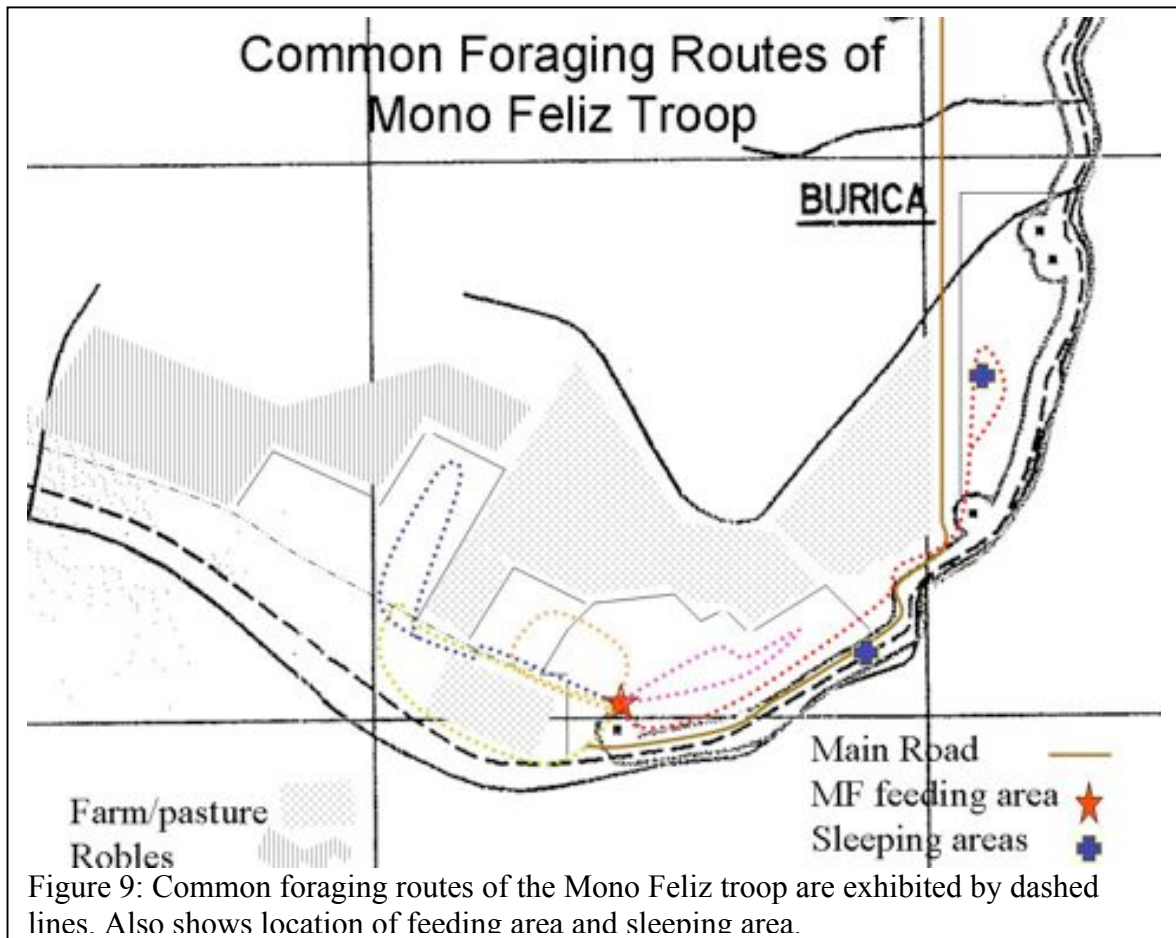 Common Foraging Routes of
Mono Feliz Troop
BURICA
Farm/pasture
Robles
Main Road
MF feeding area
Sleeping areas
Figure 9: Common foraging routes of the Mono Feliz troop are exhibited by dashed
lines. Also shows location of feeding area and sleeping area.